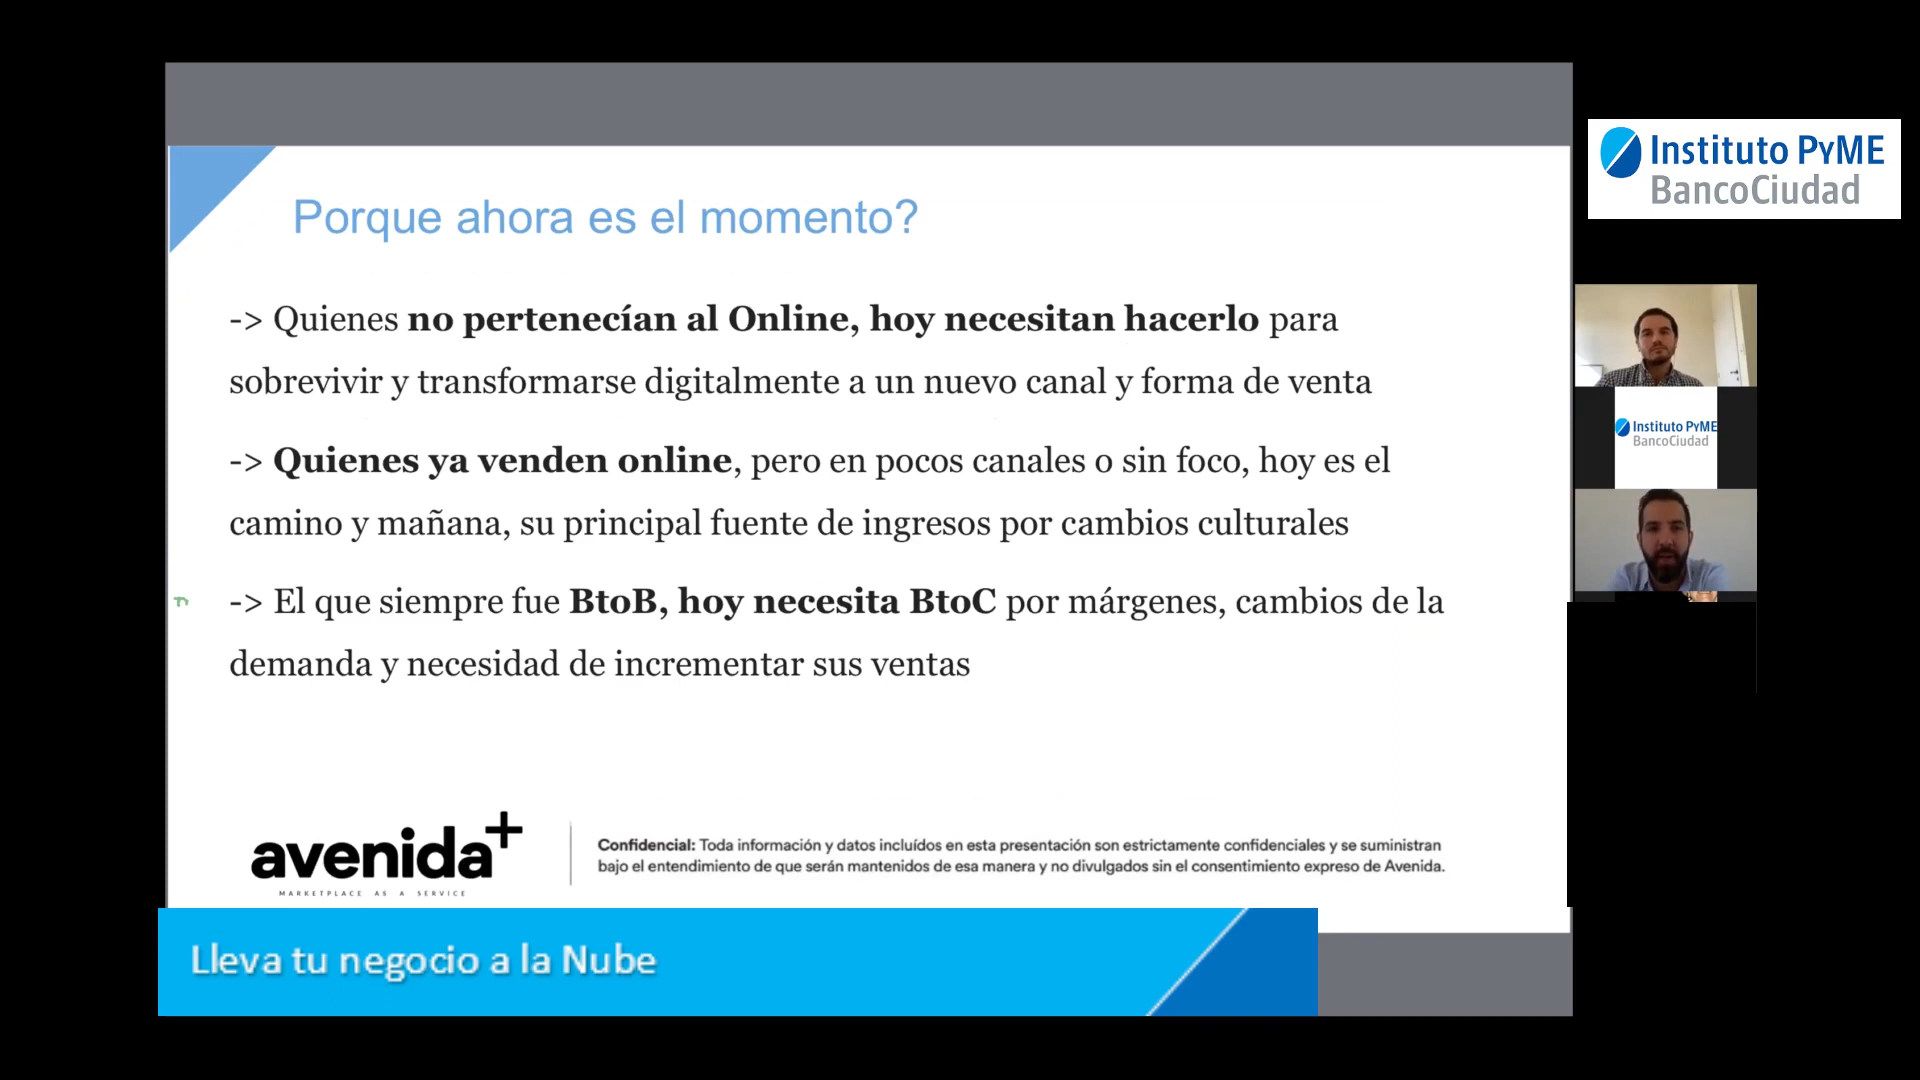 Instituto PyME
BancoCiudad
Porque ahora es el momento?
-> Quienes no pertenecían al Online, hoy necesitan hacerlo para
sobrevivir y transformarse digitalmente a un nuevo canal y forma de venta
-> Quienes ya venden online, pero en pocos canales o sin foco, hoy es el
camino y mañana, su principal fuente de ingresos por cambios culturales
-> El que siempre fue BtoB, hoy necesita BtoC por márgenes, cambios de la
demanda y necesidad de incrementar sus ventas
Instituto PyME
BancoCiudad
avenida+
MARKETPLACE AS A SERVICE
Confidencial: Toda información y datos incluídos en esta presentación son estrictamente confidenciales y se suministran
bajo el entendimiento de que serán mantenidos de esa manera y no divulgados sin el consentimiento expreso de Avenida.
Lleva tu negocio a la Nube